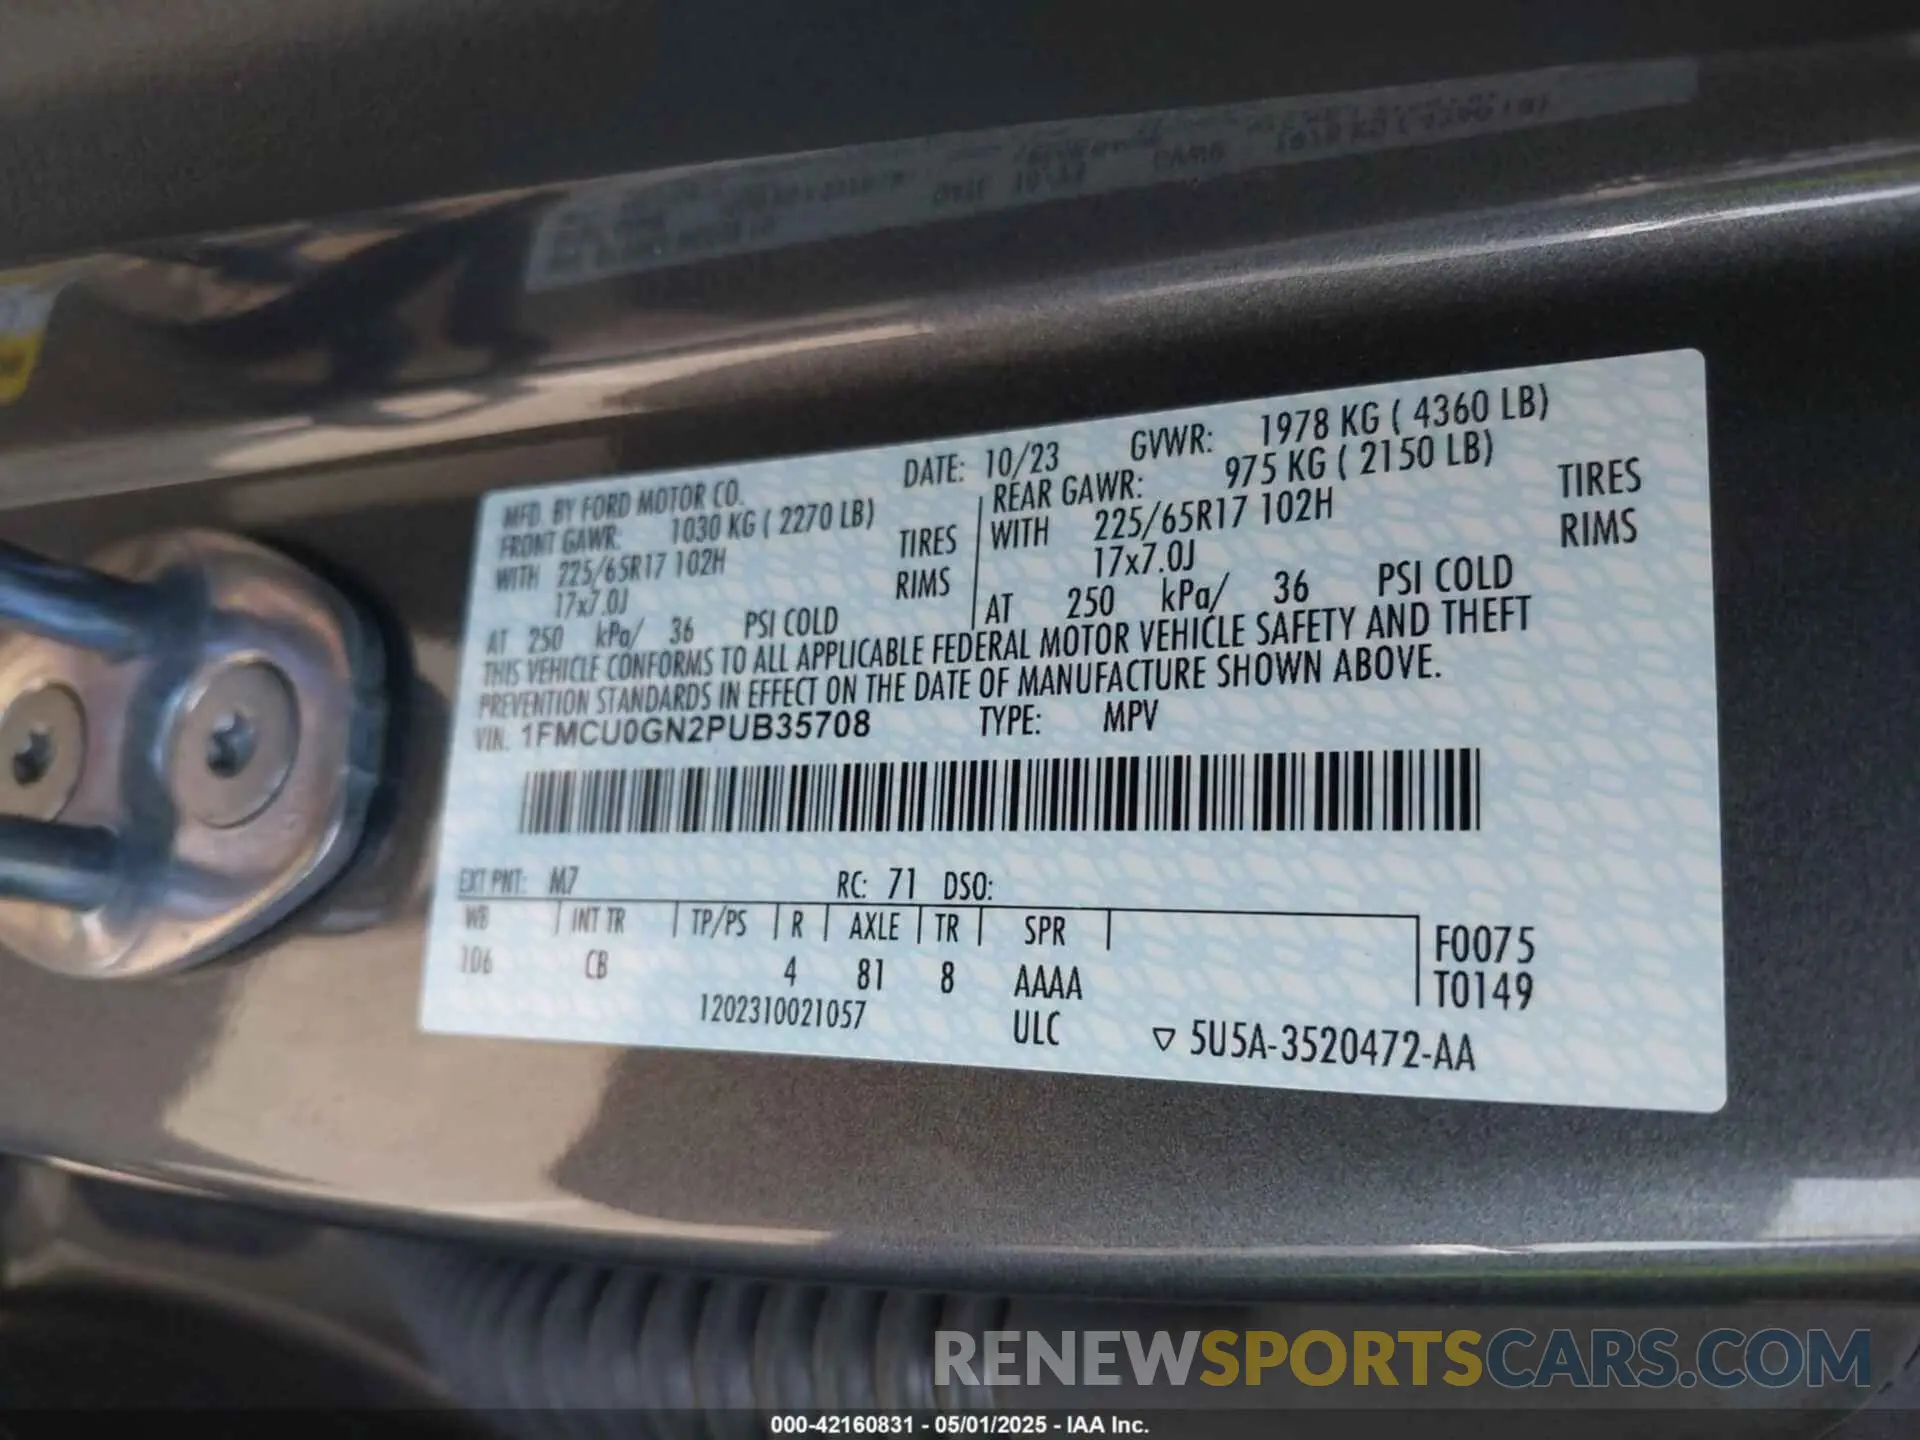 MFD. BY FORD MOTOR CO. DATE: 10/23 GVWR: 1978 KG ( 4360 LB)
FRONT GAWR: 1030 KG ( 2270 LB) REAR GAWR: 975 KG ( 2150 LB)
WITH 225/65R17 102H TIRES WITH 225/65R17 102H TIRES
17x7.0J RIMS 17x7.0J RIMS
AT 250 kPa/ 36 PSI COLD AT 250 kPa/ 36 PSI COLD
THIS VEHICLE CONFORMS TO ALL APPLICABLE FEDERAL MOTOR VEHICLE SAFETY AND THEFT
PREVENTION STANDARDS IN EFFECT ON THE DATE OF MANUFACTURE SHOWN ABOVE.
VIN: 1FMCU0GN2PUB35708 TYPE: MPV
EXT PNT: M7 RC: 71 DSO:
WB INT TR TP/PS R AXLE TR SPR F0075
106 CB 4 81 8 AAAA T0149
1202310021057 ULC ▽ 5U5A-3520472-AA
RENEWSPORTSCARS.COM
000-42160831 - 05/01/2025 - IAA Inc.